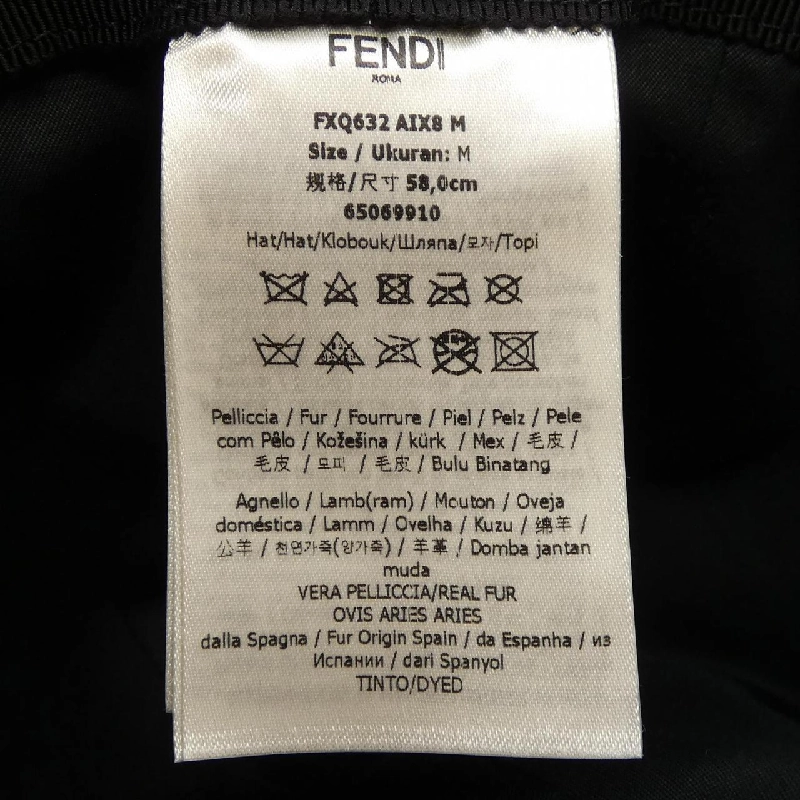 FENDI
ROMA
FXQ632 AIX8 M
Size / Ukuran: M
规格/尺寸 58,0cm
65069910
Hat/Hat/Klobouk/Шляпа/모자/Topi
Pelliccia / Fur / Fourrure / Piel / Pelz / Pele
com Pêlo / Kožešina / kürk / Мех / 毛皮 /
毛皮 / 모피 / 毛皮 / Bulu Binatang
Agnello / Lamb(ram) / Mouton / Oveja
doméstica / Lamm / Ovelha / Kuzu / 绵羊 /
公羊 / 천연가죽(양가죽) / 羊革 / Domba jantan
muda
VERA PELLICCIA/REAL FUR
OVIS ARIES ARIES
dalla Spagna / Fur Origin Spain / da Espanha / из
Испании / dari Spanyol
TINTO/DYED